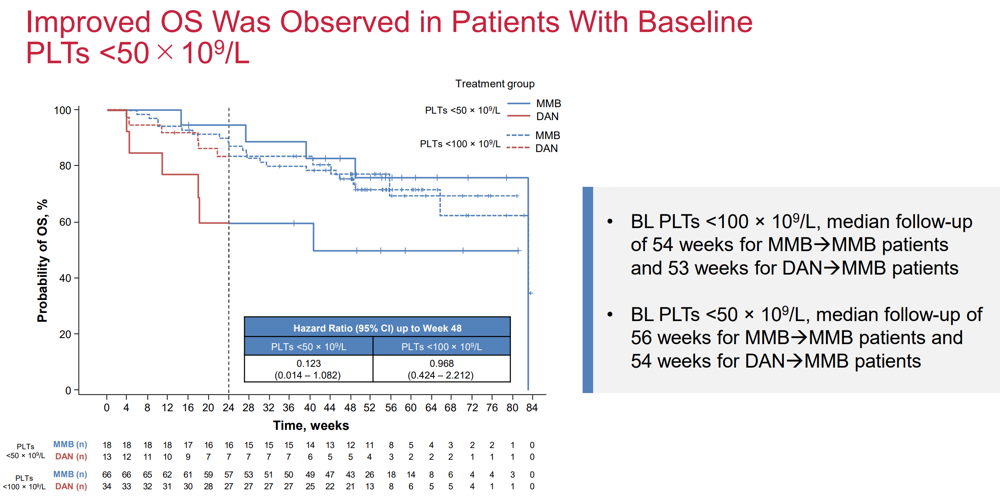 Improved OS Was Observed in Patients With Baseline
PLTs <50 × 10⁹/L
Treatment group
PLTs <50 × 10⁹/L
MMB
DAN
PLTs <100 × 10⁹/L
MMB
DAN
Probability of OS, %
100
80
60
40
20
0
Hazard Ratio (95% CI) up to Week 48
PLTs <50 × 10⁹/L PLTs <100 × 10⁹/L
0.123 0.968
(0.014 – 1.082) (0.424 – 2.212)
0 4 8 12 16 20 24 28 32 36 40 44 48 52 56 60 64 68 72 76 80 84
Time, weeks
PLTs
<50 × 10⁹/L
MMB (n) 18 18 18 18 17 16 16 15 15 15 14 13 12 11 8 5 4 3 2 2 1 0
DAN (n) 13 12 11 10 9 7 7 7 7 7 6 5 5 4 3 2 2 2 1 1 1 0
PLTs
<100 × 10⁹/L
MMB (n) 66 66 65 62 61 59 57 53 51 50 49 47 43 26 18 14 8 6 4 4 3 0
DAN (n) 34 33 32 31 30 28 27 27 27 27 25 22 21 13 8 6 5 5 4 1 1 0
• BL PLTs <100 × 10⁹/L, median follow-up
of 54 weeks for MMB→MMB patients
and 53 weeks for DAN→MMB patients
• BL PLTs <50 × 10⁹/L, median follow-up of
56 weeks for MMB→MMB patients and
54 weeks for DAN→MMB patients